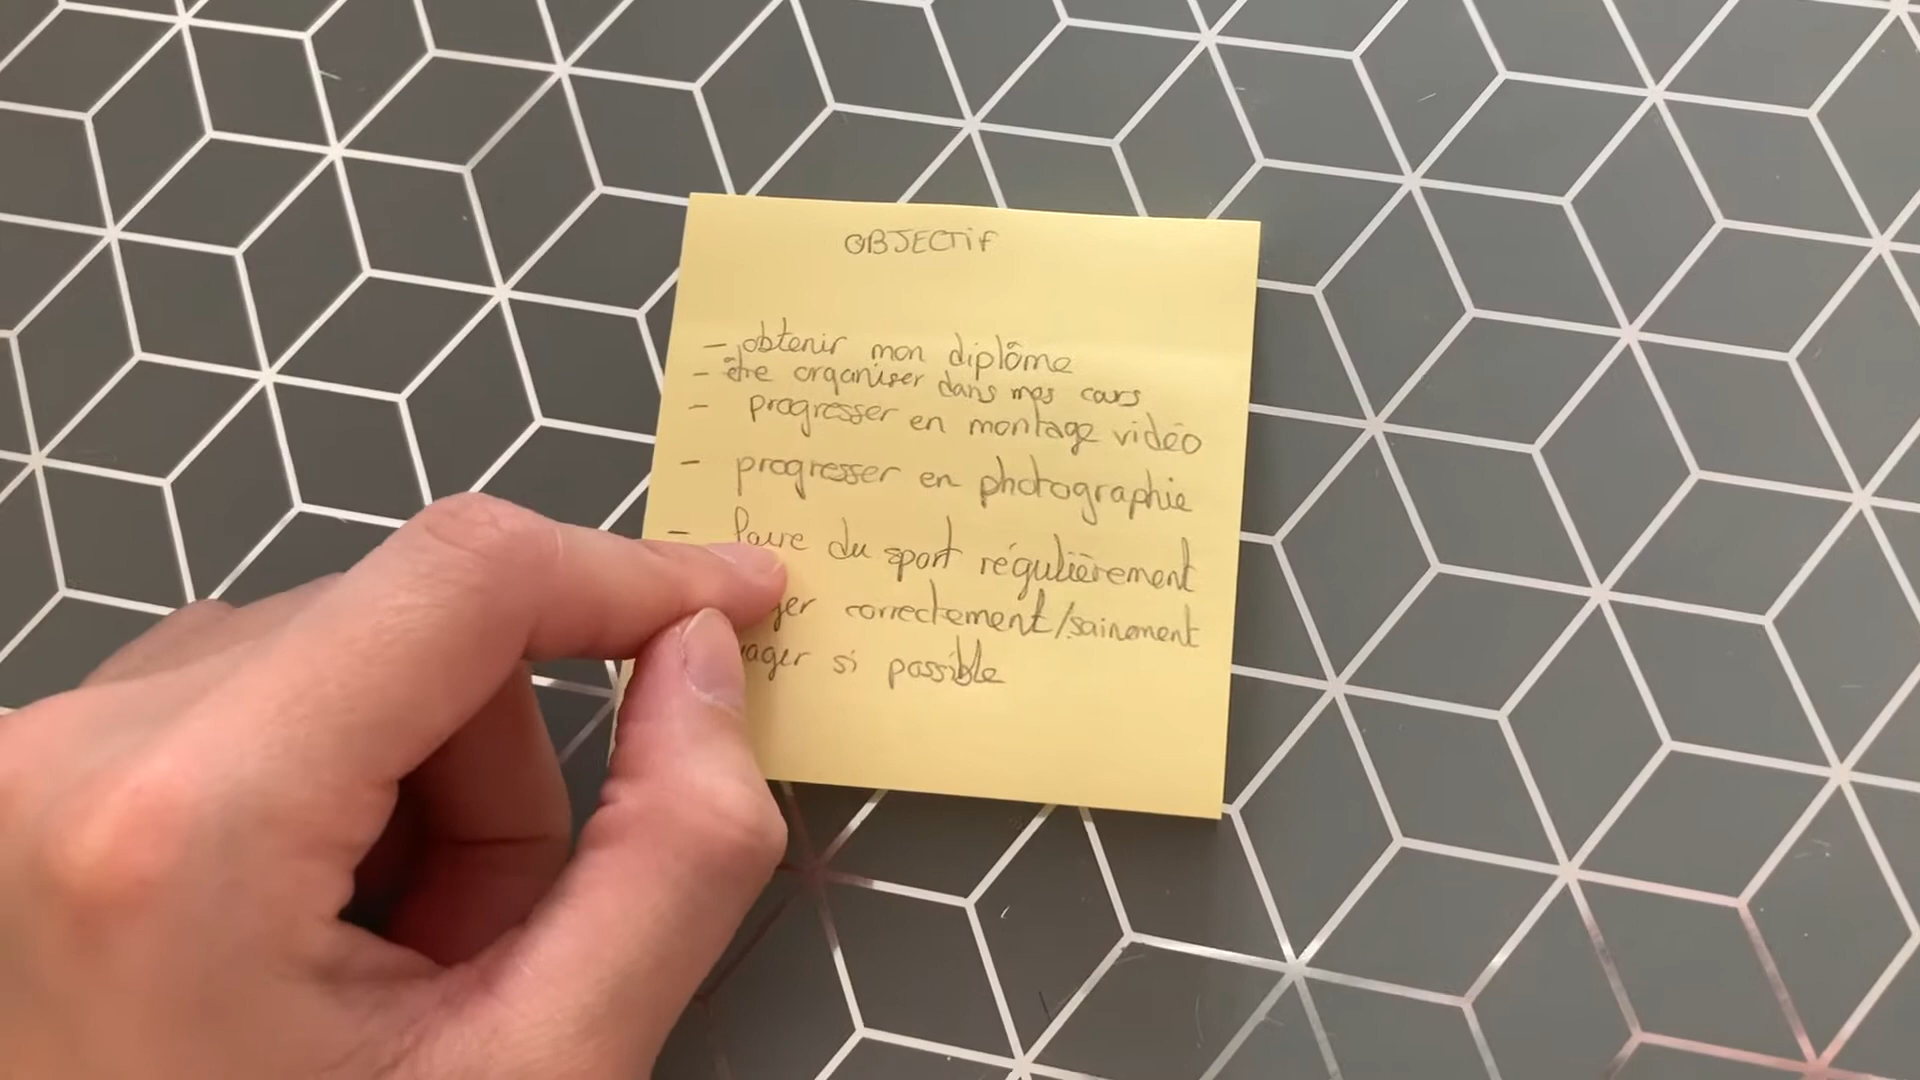 OBJECTif
- obtenir mon diplôme
- être organiser dans mes cours
- progresser en montage vidéo
- progresser en photographie
- faire du sport régulièrement
correctement/sainement
si possible